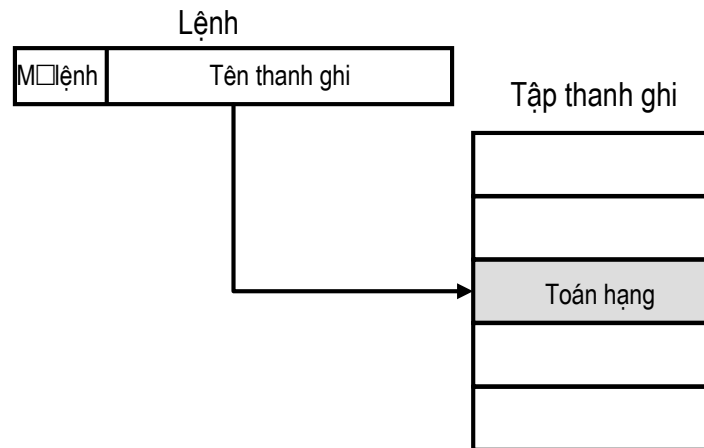 Lệnh
M□lệnh Tên thanh ghi
Tập thanh ghi
Toán hạng